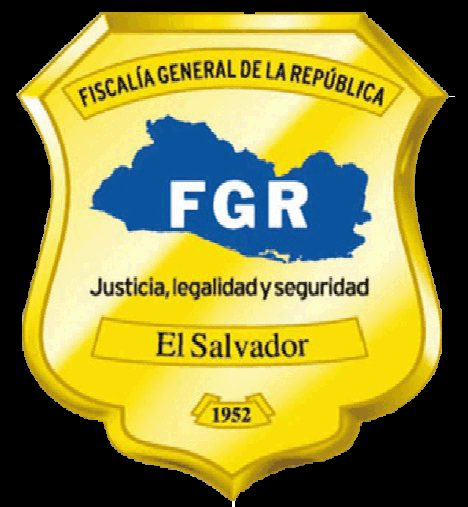 FISCALÍA GENERAL DE LA REPÚBLICA
FGR
Justicia, legalidad y seguridad
El Salvador
1952